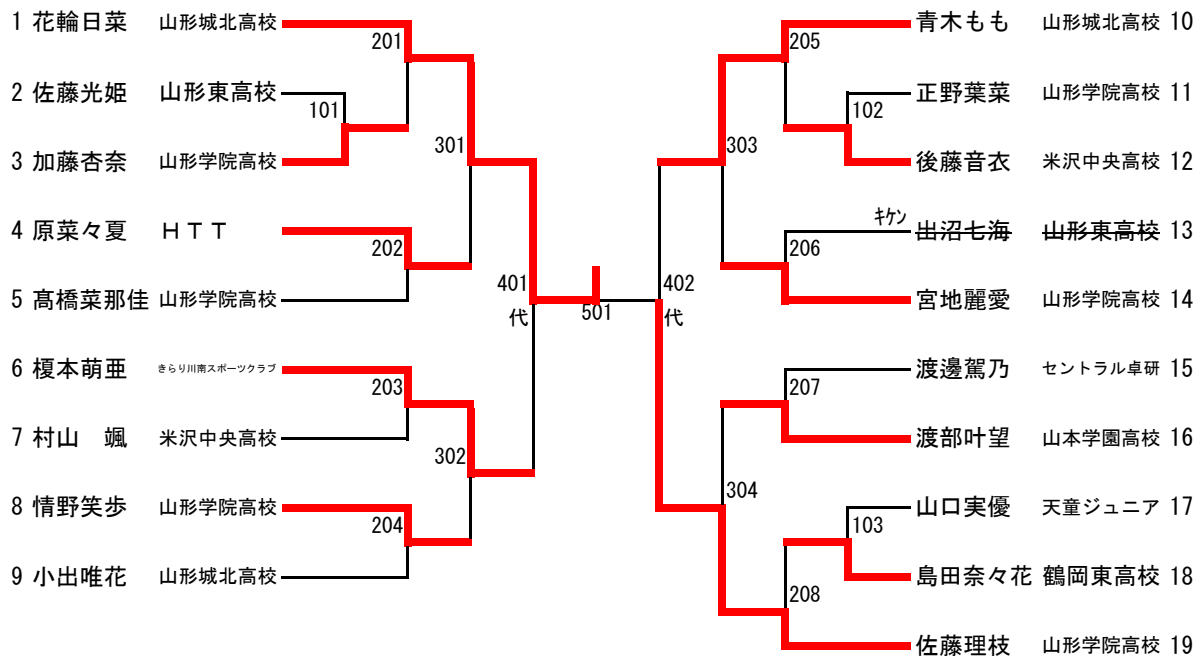 1 花輪日菜 山形城北高校
2 佐藤光姫 山形東高校
3 加藤杏奈 山形学院高校
4 原菜々夏 ＨＴＴ
5 髙橋菜那佳 山形学院高校
6 榎本萌亜 きらり川南スポーツクラブ
7 村山　颯 米沢中央高校
8 情野笑歩 山形学院高校
9 小出唯花 山形城北高校
201
101
301
202
401
代
203
302
204
501
205
102
303
206
402
代
207
304
103
208
青木もも 山形城北高校 10
正野葉菜 山形学院高校 11
後藤音衣 米沢中央高校 12
ｷｹﾝ 出沼七海 山形東高校 13
宮地麗愛 山形学院高校 14
渡邊駕乃 セントラル卓研 15
渡部叶望 山本学園高校 16
山口実優 天童ジュニア 17
島田奈々花 鶴岡東高校 18
佐藤理枝 山形学院高校 19